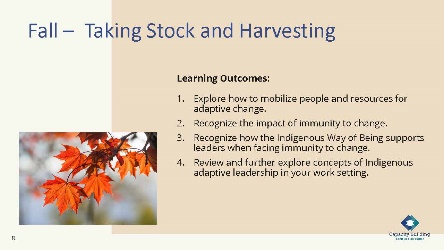 Fall – Taking Stock and Harvesting
Learning Outcomes:
1. Explore how to mobilize people and resources for
adaptive change.
2. Recognize the impact of immunity to change.
3. Recognize how the Indigenous Way of Being supports
leaders when facing immunity to change.
4. Review and further explore concepts of Indigenous
adaptive leadership in your work setting.
Capacity Building